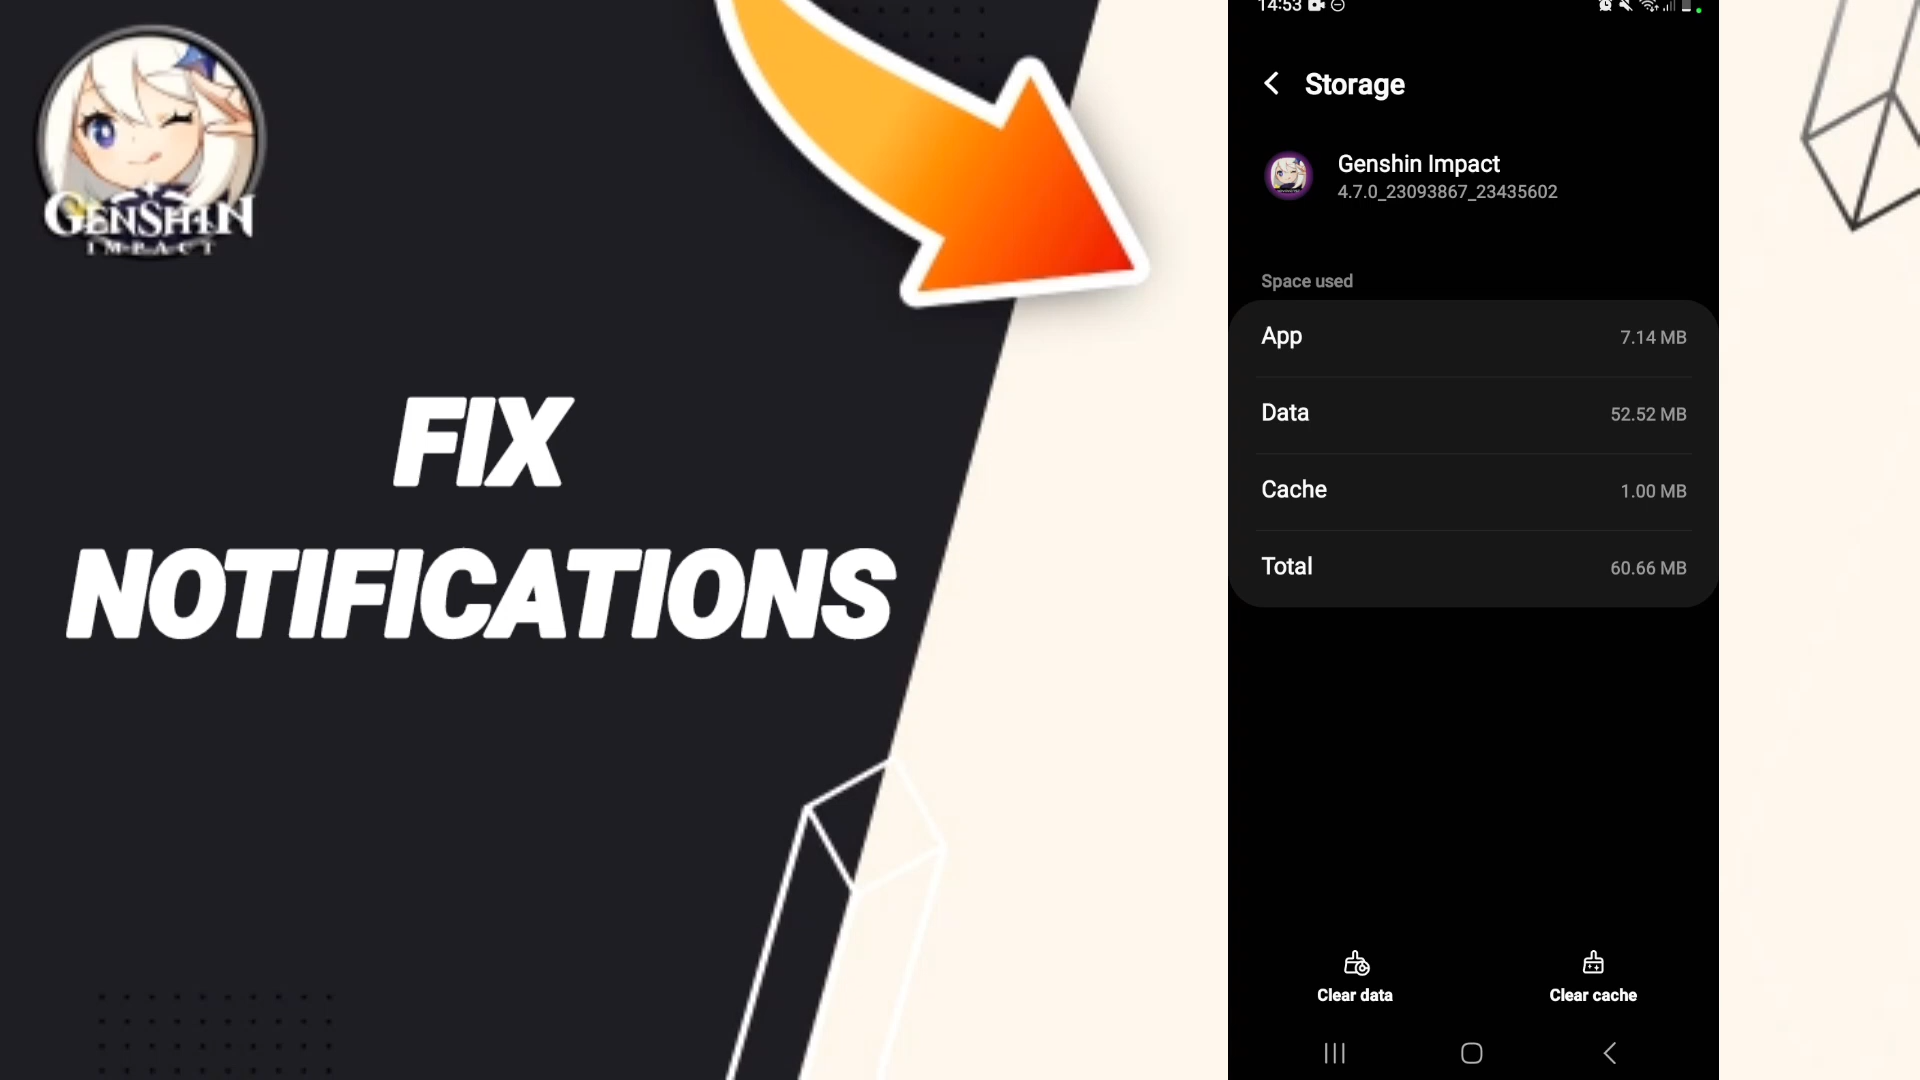 GENSHIN
IMPACT
FIX
NOTIFICATIONS
14:53
Storage
Genshin Impact
4.7.0_23093867_23435602
Space used
App 7.14 MB
Data 52.52 MB
Cache 1.00 MB
Total 60.66 MB
Clear data
Clear cache